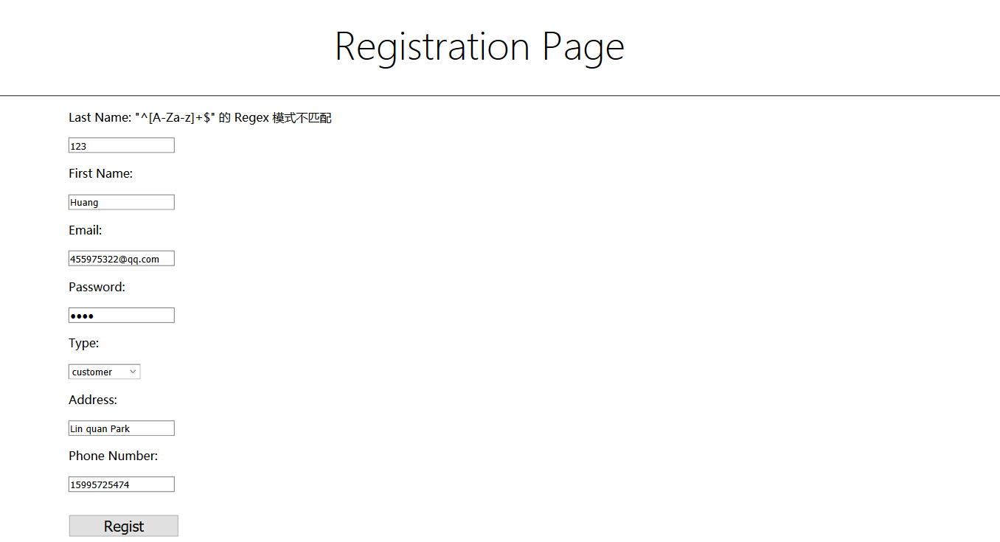 Registration Page
Last Name: "^[A-Za-z]+$" 的 Regex 模式不匹配
123
First Name:
Huang
Email:
455975322@qq.com
Password:
●●●●
Type:
customer
Address:
Lin quan Park
Phone Number:
15995725474
Regist